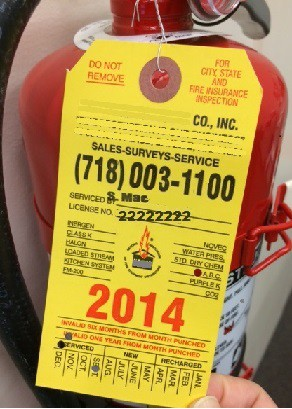 DO NOT REMOVE
FOR CITY, STATE AND FIRE INSURANCE INSPECTION
CO., INC.
SALES-SURVEYS-SERVICE
(718) 003-1100
SERVICED BY S. Mac
LICENSE NO. 22222222
INERGEN
CLASS K
HALON
LOADED STREAM
KITCHEN SYSTEM
FM-200
NOVEC
WATER PRES.
STD. DRY CHEM
A.B.C.
PURPLE K
CO2
2014
INVALID SIX MONTHS FROM MONTH PUNCHED
INVALID ONE YEAR FROM MONTH PUNCHED
SERVICED
NEW
RECHARGED
DEC.
NOV.
OCT.
SEPT.
AUG.
JULY
JUNE
MAY
APR.
MAR.
FEB.
JAN.